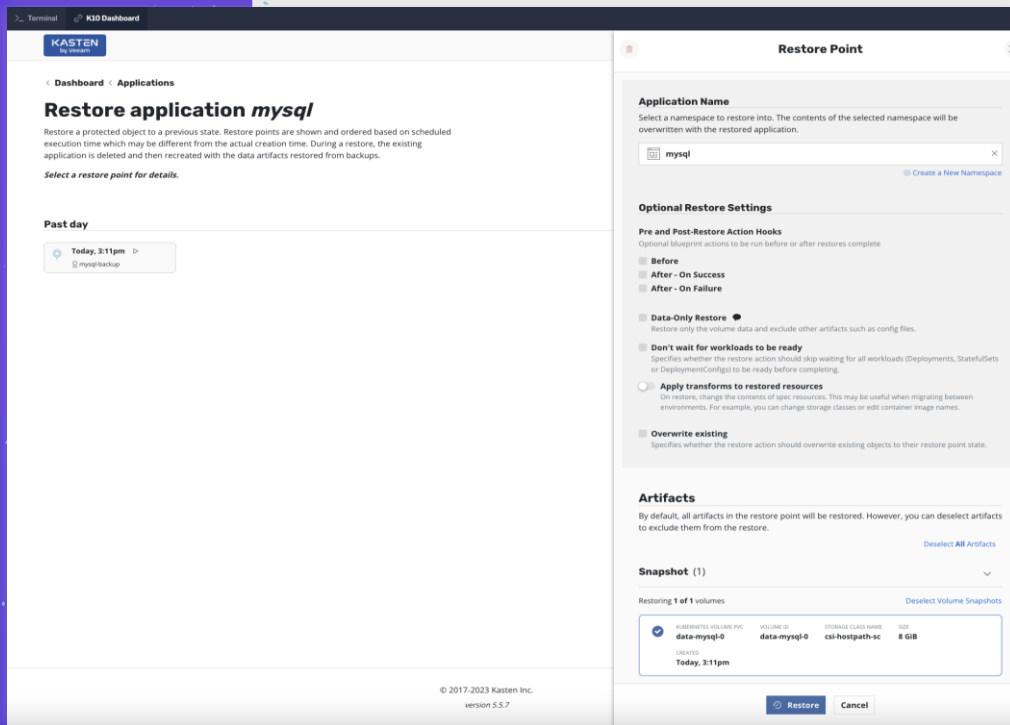 Terminal
K10 Dashboard
KASTEN
by Veeam
Dashboard
Applications
Restore application mysql
Restore a protected object to a previous state. Restore points are shown and ordered based on scheduled
execution time which may be different from the actual creation time. During a restore, the existing
application is deleted and then recreated with the data artifacts restored from backups.
Select a restore point for details.
Past day
Today, 3:11pm
mysql-backup
© 2017-2023 Kasten Inc.
version 5.5.7
Restore Point
Application Name
Select a namespace to restore into. The contents of the selected namespace will be
overwritten with the restored application.
mysql
Create a New Namespace
Optional Restore Settings
Pre and Post-Restore Action Hooks
Optional blueprint actions to be run before or after restores complete
Before
After - On Success
After - On Failure
Data-Only Restore
Restore only the volume data and exclude other artifacts such as config files.
Don't wait for workloads to be ready
Specifies whether the restore action should skip waiting for all workloads (Deployments, StatefulSets
or DeploymentConfigs) to be ready before completing.
Apply transforms to restored resources
On restore, change the contents of spec resources. This may be useful when migrating between
environments. For example, you can change storage classes or edit container image names.
Overwrite existing
Specifies whether the restore action should overwrite existing objects to their restore point state.
Artifacts
By default, all artifacts in the restore point will be restored. However, you can deselect artifacts
to exclude them from the restore.
Deselect All Artifacts
Snapshot (1)
Restoring 1 of 1 volumes
Deselect Volume Snapshots
KUBERNETES VOLUME PVC VOLUME ID STORAGE CLASS NAME SIZE
data-mysql-0 data-mysql-0 csi-hostpath-sc 8 GiB
CREATED
Today, 3:11pm
Restore
Cancel